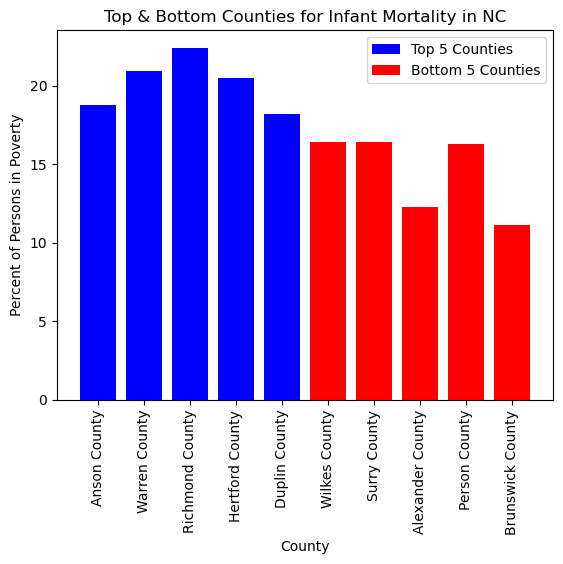 Top & Bottom Counties for Infant Mortality in NC
Top 5 Counties
Bottom 5 Counties
Percent of Persons in Poverty
20
15
10
5
0
Anson County
Warren County
Richmond County
Hertford County
Duplin County
Wilkes County
Surry County
Alexander County
Person County
Brunswick County
County